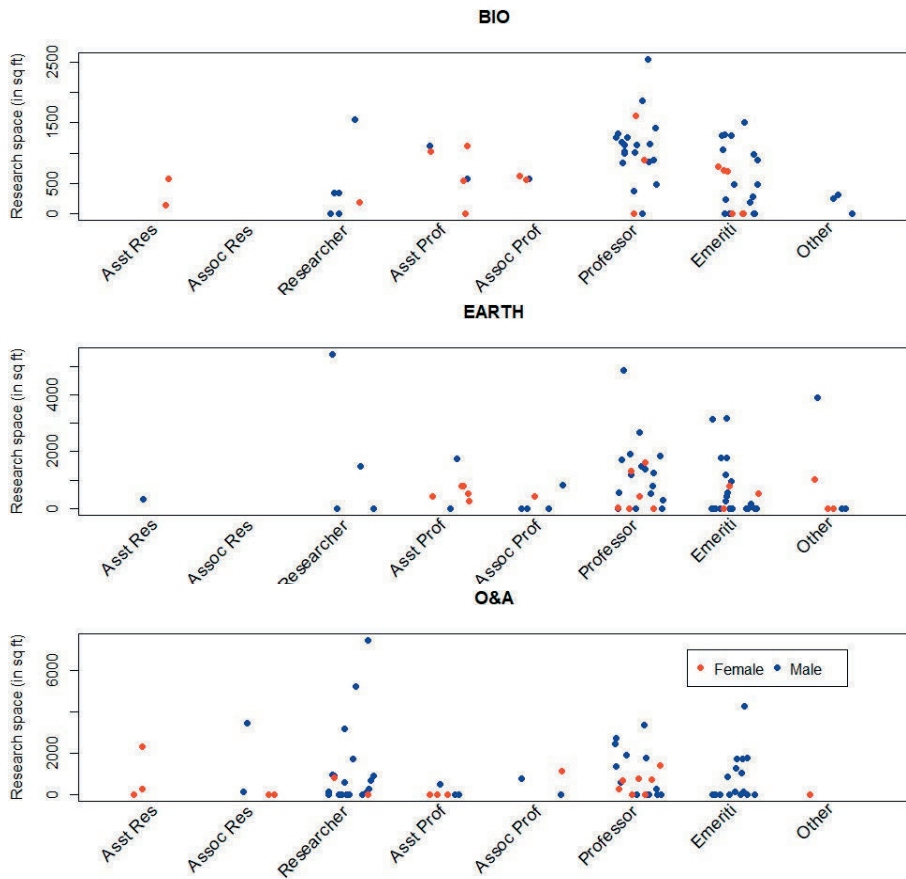 BIO
Research space (in sq ft)
2500
1500
500
0
Asst Res
Assoc Res
Researcher
Asst Prof
Assoc Prof
Professor
Emeriti
Other
EARTH
Research space (in sq ft)
4000
2000
0
Asst Res
Assoc Res
Researcher
Asst Prof
Assoc Prof
Professor
Emeriti
Other
O&A
Research space (in sq ft)
6000
2000
0
Female Male
Asst Res
Assoc Res
Researcher
Asst Prof
Assoc Prof
Professor
Emeriti
Other